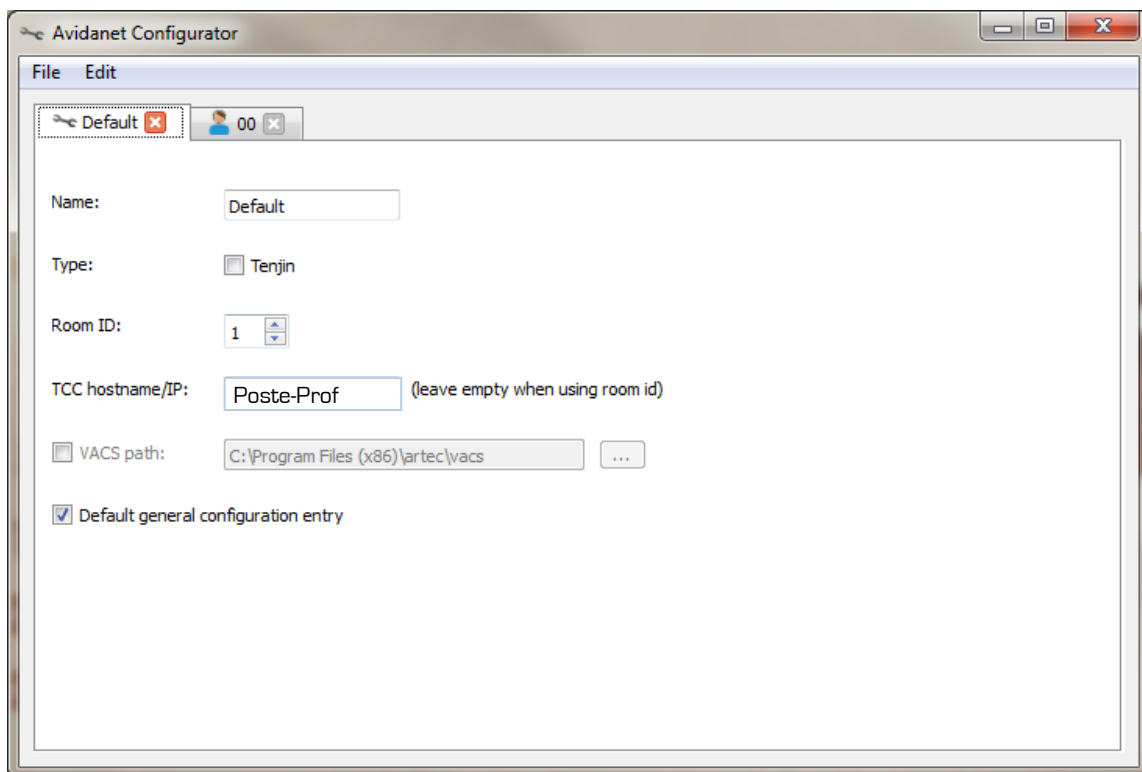 Avidanet Configurator
File Edit
Default 00
Name: Default
Type: Tenjin
Room ID: 1
TCC hostname/IP: Poste-Prof (leave empty when using room id)
VACS path: C:\Program Files (x86)\artec\vacs ...
Default general configuration entry